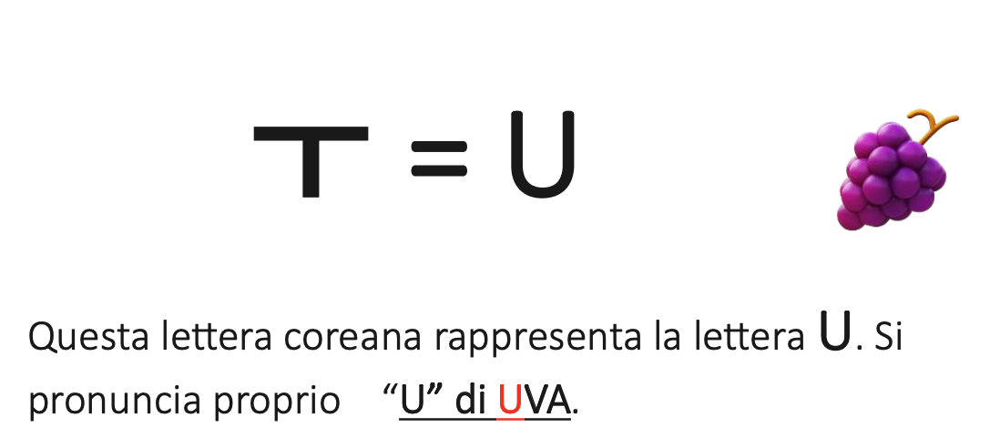 ㅜ = U
Questa lettera coreana rappresenta la lettera U. Si
pronuncia proprio “U” di UVA.